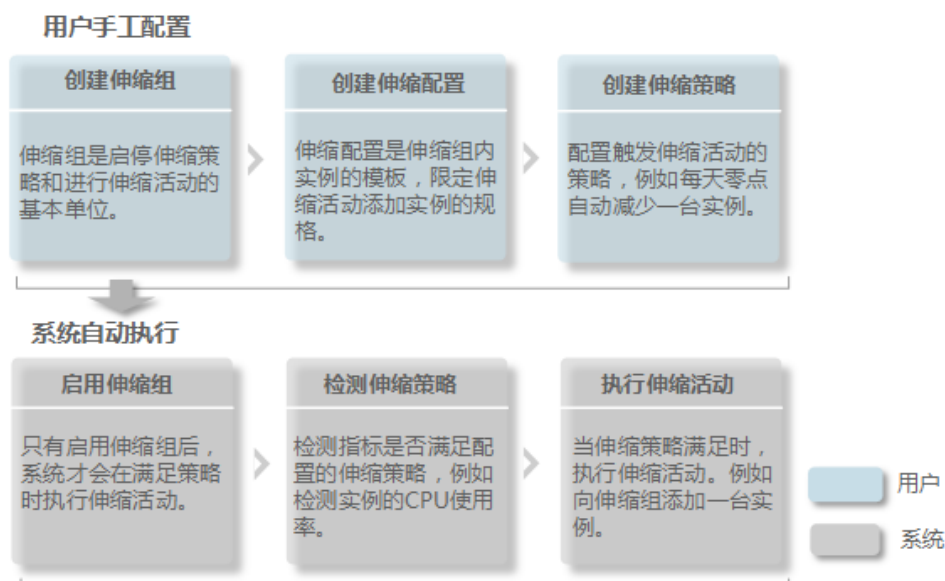 用户手工配置
创建伸缩组
伸缩组是启停伸缩策
略和进行伸缩活动的
基本单位。
创建伸缩配置
伸缩配置是伸缩组内
实例的模板，限定伸
缩活动添加实例的规
格。
创建伸缩策略
配置触发伸缩活动的
策略，例如每天零点
自动减少一台实例。
系统自动执行
启用伸缩组
只有启用伸缩组后，
系统才会在满足策略
时执行伸缩活动。
检测伸缩策略
检测指标是否满足配
置的伸缩策略，例如
检测实例的CPU使用
率。
执行伸缩活动
当伸缩策略满足时，
执行伸缩活动。例如
向伸缩组添加一台实
例。
用户
系统